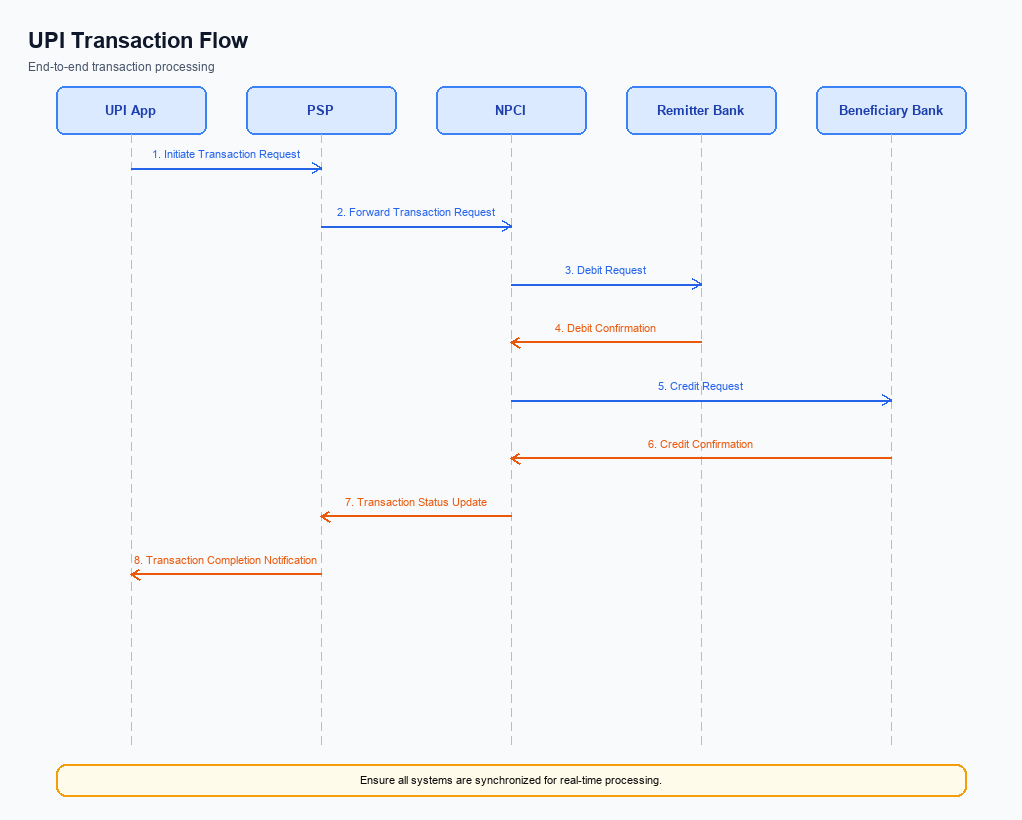 UPI Transaction Flow
End-to-end transaction processing
UPI App
PSP
NPCI
Remitter Bank
Beneficiary Bank
1. Initiate Transaction Request
2. Forward Transaction Request
3. Debit Request
4. Debit Confirmation
5. Credit Request
6. Credit Confirmation
7. Transaction Status Update
8. Transaction Completion Notification
Ensure all systems are synchronized for real-time processing.